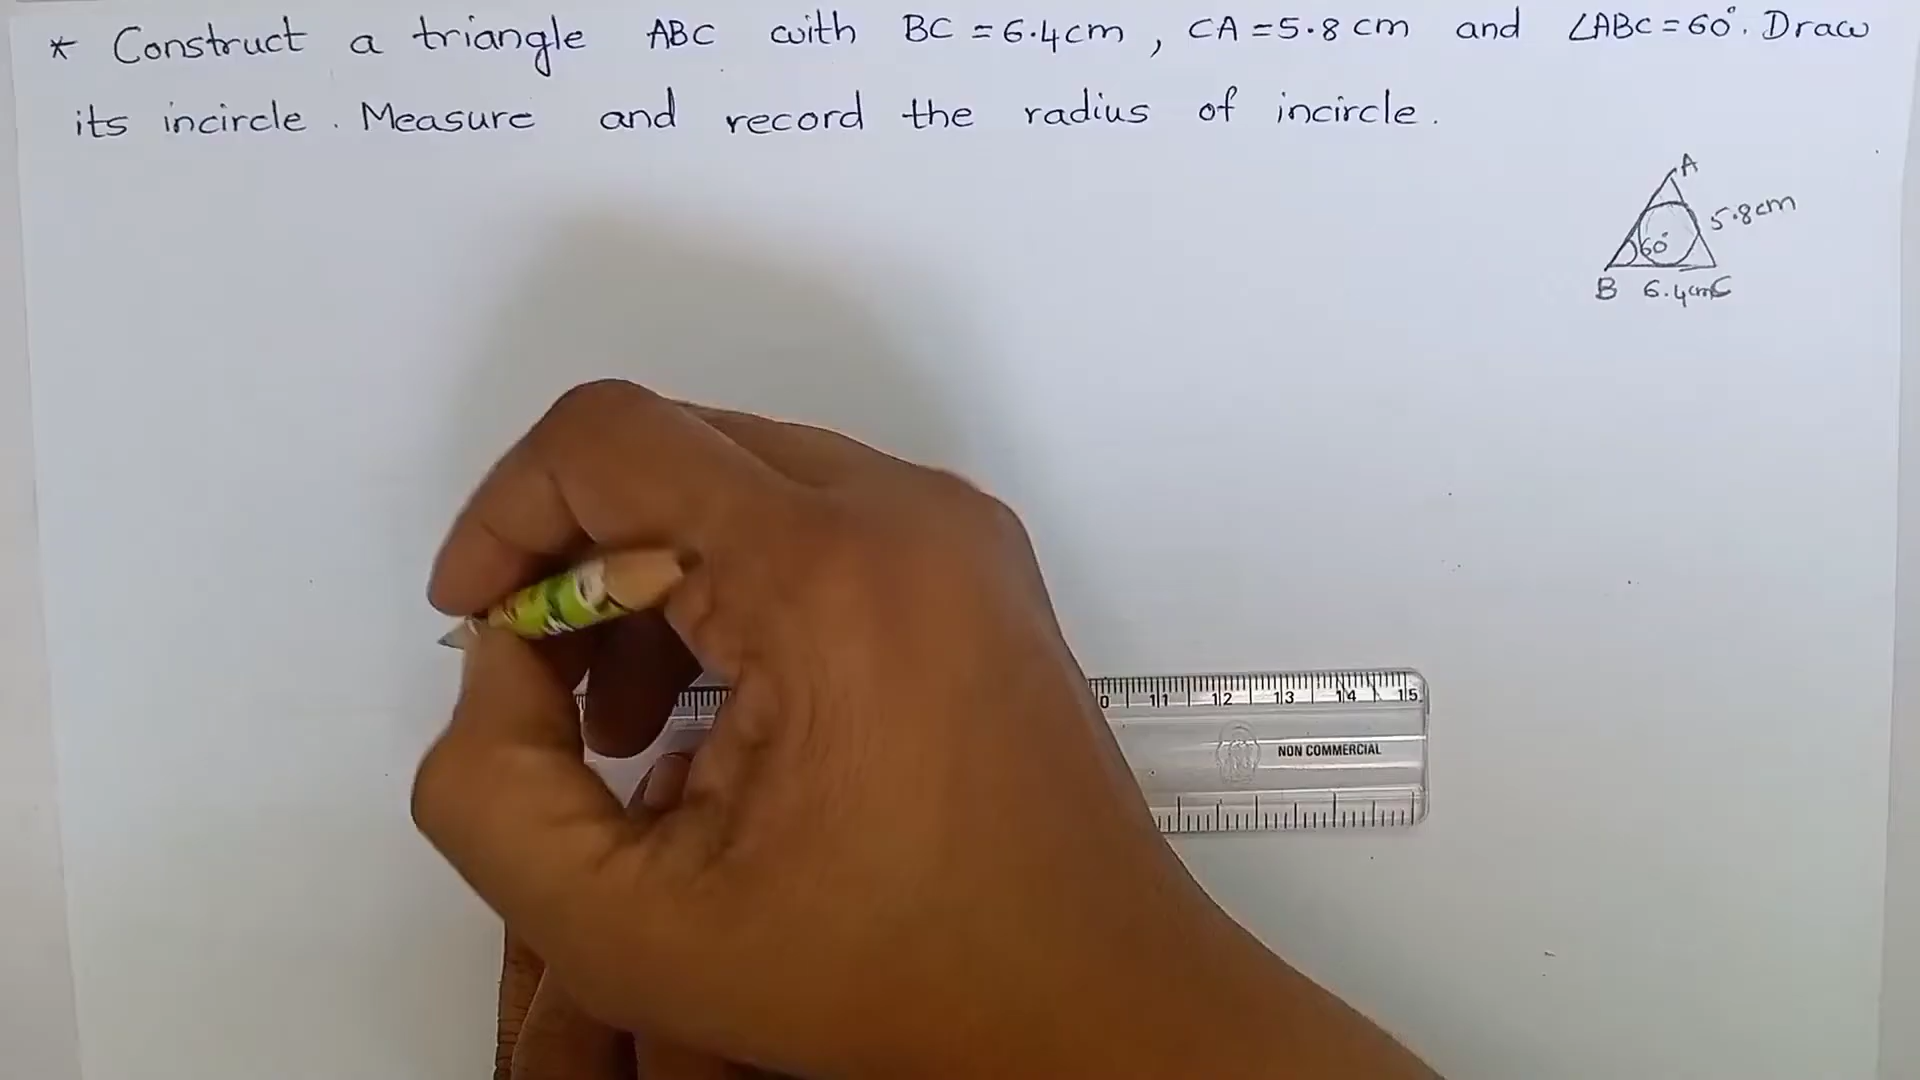 * Construct a triangle ABC with BC = 6.4cm, CA = 5.8 cm and ∠ABC = 60°. Draw
its incircle. Measure and record the radius of incircle.
A
5.8cm
60°
B 6.4cm C
0 11 12 13 14 15
NON COMMERCIAL